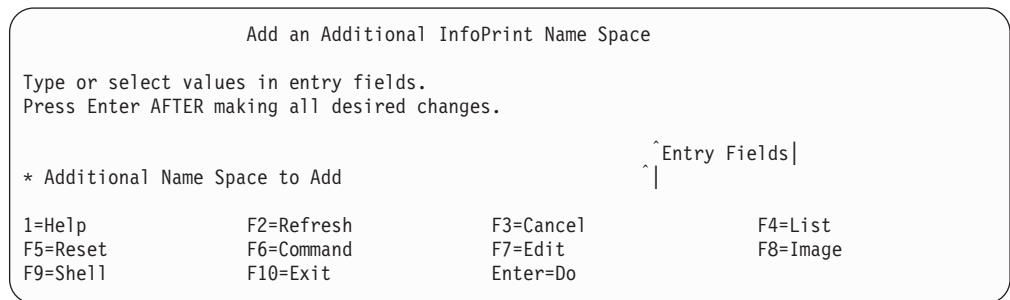 Add an Additional InfoPrint Name Space
Type or select values in entry fields.
Press Enter AFTER making all desired changes.
^Entry Fields|
* Additional Name Space to Add ^|
1=Help F2=Refresh F3=Cancel F4=List
F5=Reset F6=Command F7=Edit F8=Image
F9=Shell F10=Exit Enter=Do